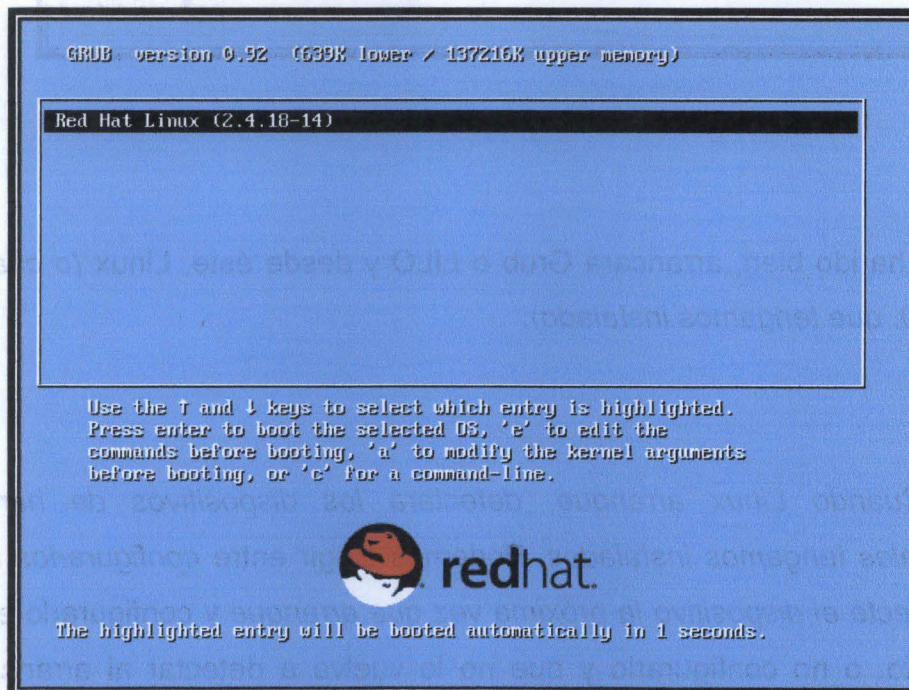 GRUB version 0.92 (639K lower / 137216K upper memory)
Red Hat Linux (2.4.18-14)
Use the ↑ and ↓ keys to select which entry is highlighted.
Press enter to boot the selected OS, 'e' to edit the
commands before booting, 'a' to modify the kernel arguments
before booting, or 'c' for a command-line.
redhat.
The highlighted entry will be booted automatically in 1 seconds.